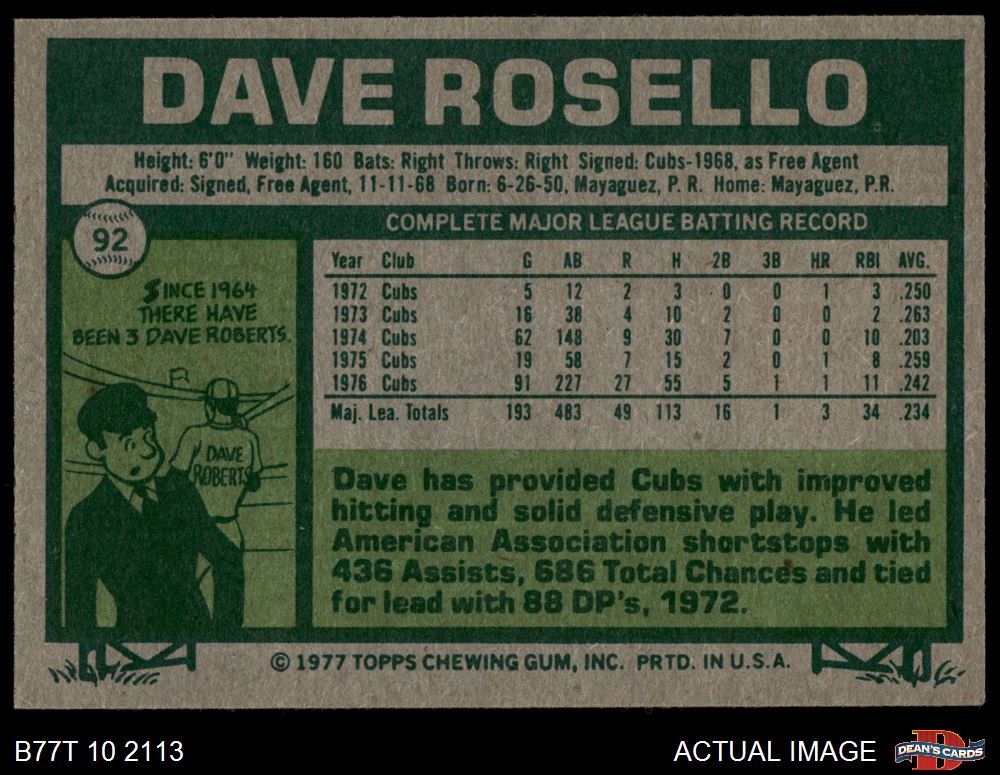 DAVE ROSELLO
Height: 6'0" Weight: 160 Bats: Right Throws: Right Signed: Cubs-1968, as Free Agent
Acquired: Signed, Free Agent, 11-11-68 Born: 6-26-50, Mayaguez, P. R. Home: Mayaguez, P.R.
92
SINCE 1964
THERE HAVE
BEEN 3 DAVE ROBERTS.
DAVE
ROBERTS
COMPLETE MAJOR LEAGUE BATTING RECORD
Year Club G AB R H 2B 3B HR RBI AVG.
1972 Cubs 5 12 2 3 0 0 1 3 .250
1973 Cubs 16 38 4 10 2 0 0 2 .263
1974 Cubs 62 148 9 30 7 0 0 10 .203
1975 Cubs 19 58 7 15 2 0 1 8 .259
1976 Cubs 91 227 27 55 5 1 1 11 .242
Maj. Lea. Totals 193 483 49 113 16 1 3 34 .234
Dave has provided Cubs with improved
hitting and solid defensive play. He led
American Association shortstops with
436 Assists, 686 Total Chances and tied
for lead with 88 DP's, 1972.
© 1977 TOPPS CHEWING GUM, INC. PRTD. IN U.S.A.
B77T 10 2113
ACTUAL IMAGE
D
DEAN'S CARDS